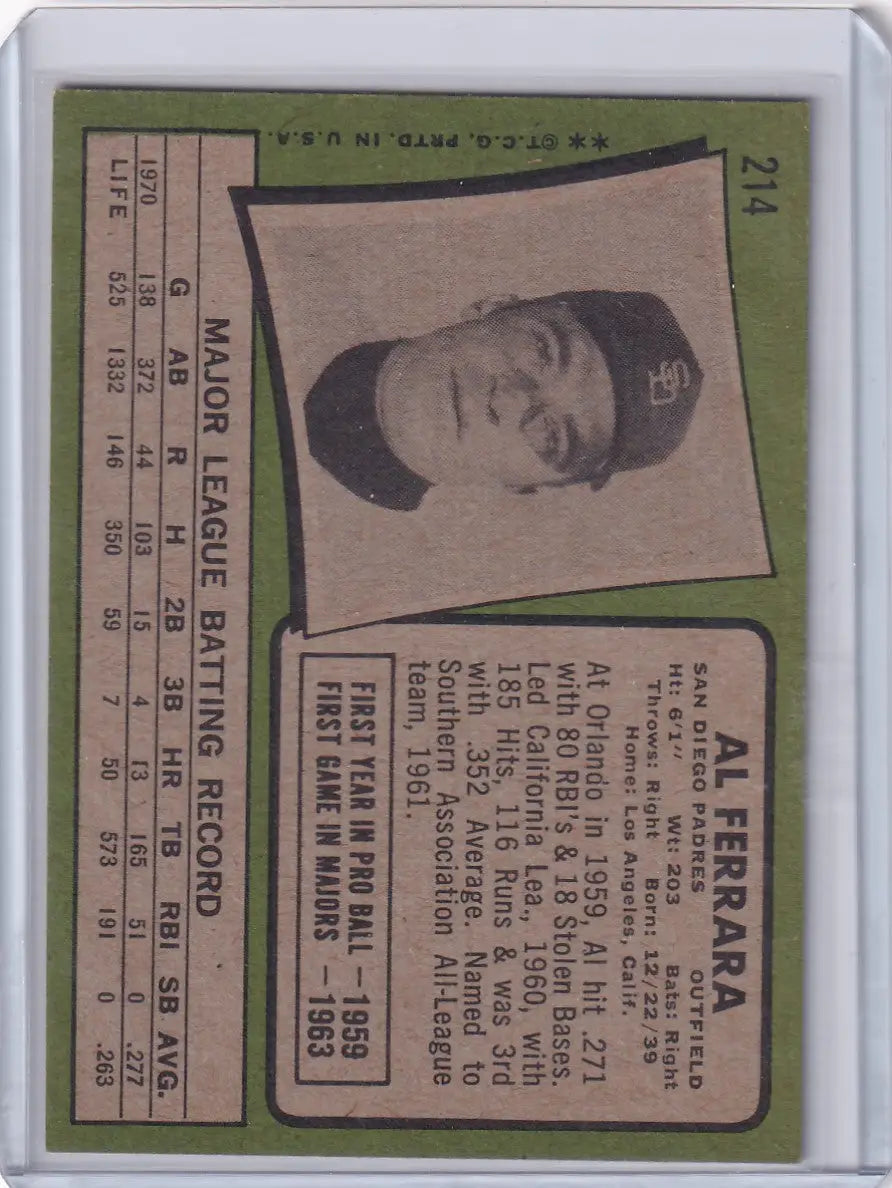 214
**©T.C.G. PRTD. IN U.S.A.
SD
AL FERRARA
SAN DIEGO PADRES OUTFIELD
Ht: 6'1" Wt: 203 Bats: Right
Throws: Right Born: 12/22/39
Home: Los Angeles, Calif.
At Orlando in 1959, Al hit .271
with 80 RBI's & 18 Stolen Bases.
Led California Lea., 1960, with
185 Hits, 116 Runs & was 3rd
with .352 Average. Named to
Southern Association All-League
team, 1961.
FIRST YEAR IN PRO BALL—1959
FIRST GAME IN MAJORS —1963
MAJOR LEAGUE BATTING RECORD
G AB R H 2B 3B HR TB RBI SB AVG.
1970 138 372 44 103 15 4 13 165 51 0 .277
LIFE 525 1332 146 350 59 7 50 573 191 0 .263